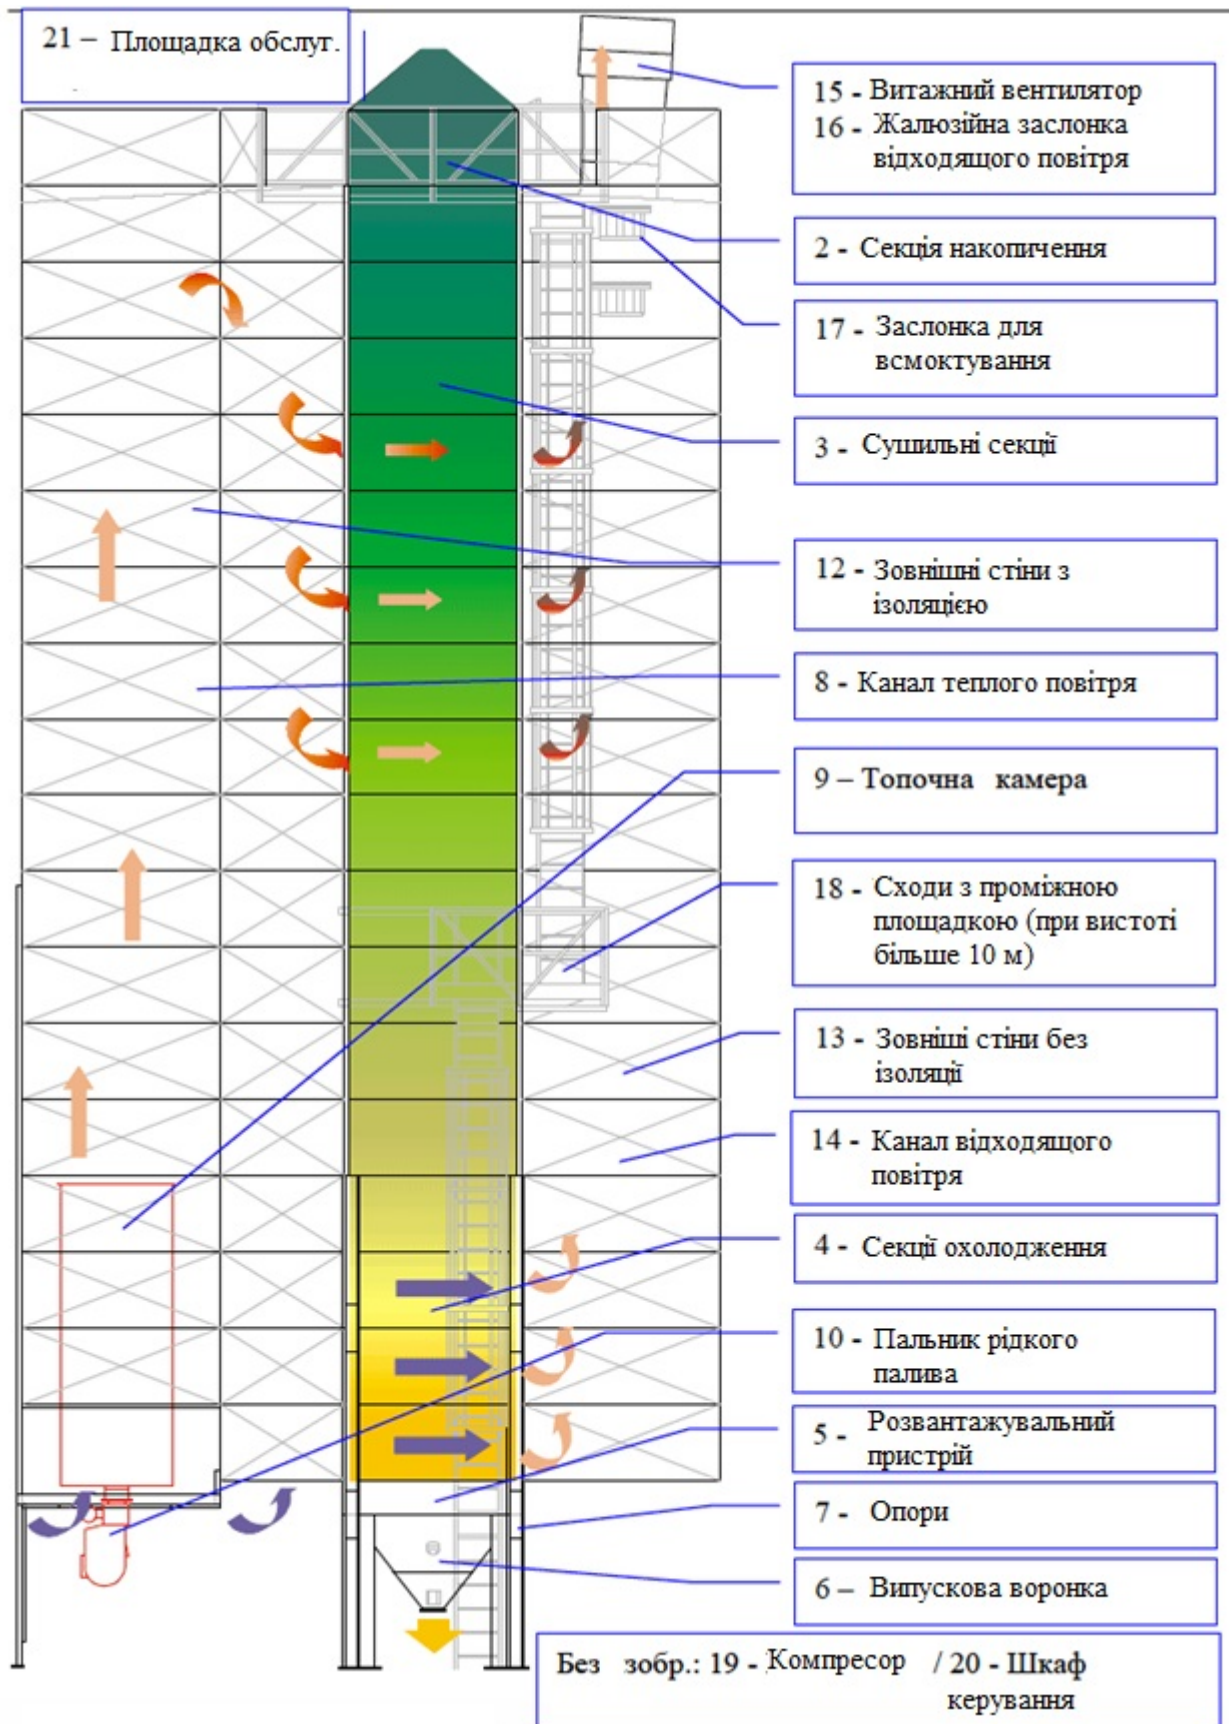 21 – Площадка обслуг.
15 - Витажний вентилятор
16 - Жалюзійна заслонка
відходящого повітря
2 - Секція накопичення
17 - Заслонка для
всмоктування
3 - Сушильні секції
12 - Зовнішні стіни з
ізоляцією
8 - Канал теплого повітря
9 – Топочна камера
18 - Сходи з проміжною
площадкою (при вистоті
більше 10 м)
13 - Зовніші стіни без
ізоляції
14 - Канал відходящого
повітря
4 - Секції охолодження
10 - Пальник рідкого
палива
5 - Розвантажувальний
пристрій
7 - Опори
6 – Випускова воронка
Без зобр.: 19 - Компресор / 20 - Шкаф
керування